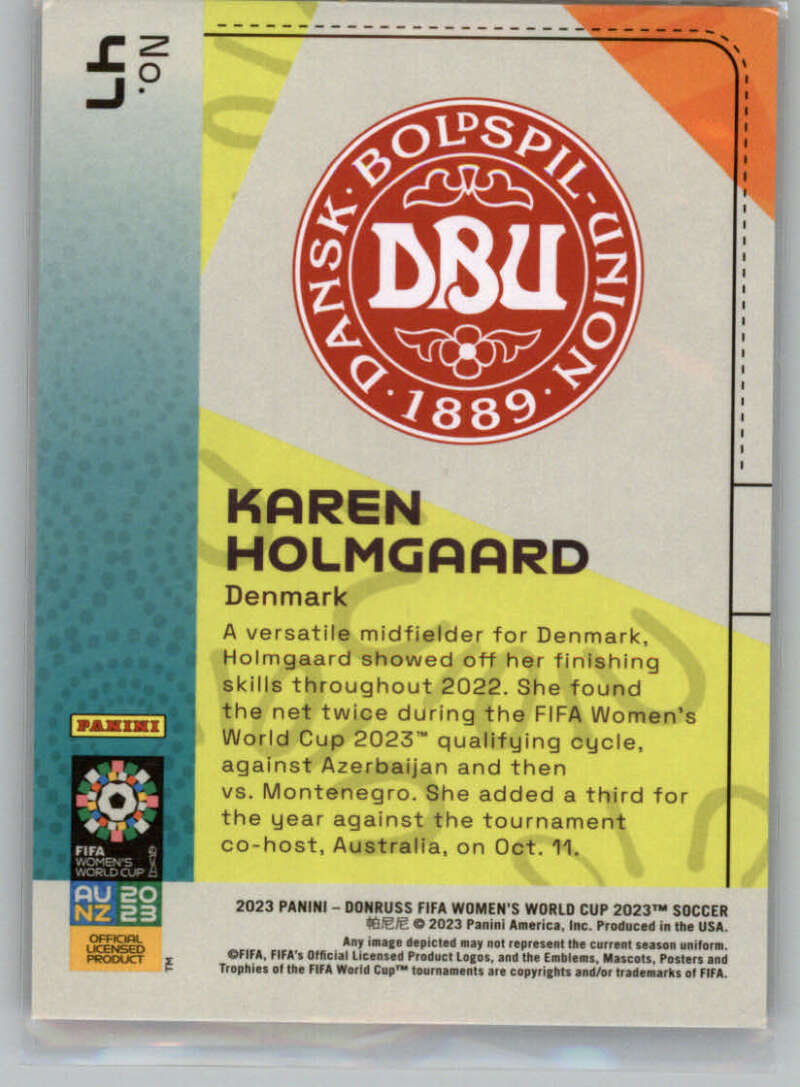 No.
47
DANSK · BOLDSPIL-UNION
DBU
· 1889 ·
KAREN
HOLMGAARD
Denmark
A versatile midfielder for Denmark,
Holmgaard showed off her finishing
skills throughout 2022. She found
the net twice during the FIFA Women's
World Cup 2023™ qualifying cycle,
against Azerbaijan and then
vs. Montenegro. She added a third for
the year against the tournament
co-host, Australia, on Oct. 11.
PANINI
FIFA
WOMEN'S
WORLD CUP
AU 20
NZ 23
OFFICIAL
LICENSED
PRODUCT
TM
2023 PANINI – DONRUSS FIFA WOMEN'S WORLD CUP 2023™ SOCCER
帕尼尼 © 2023 Panini America, Inc. Produced in the USA.
Any image depicted may not represent the current season uniform.
©FIFA, FIFA's Official Licensed Product Logos, and the Emblems, Mascots, Posters and
Trophies of the FIFA World Cup™ tournaments are copyrights and/or trademarks of FIFA.